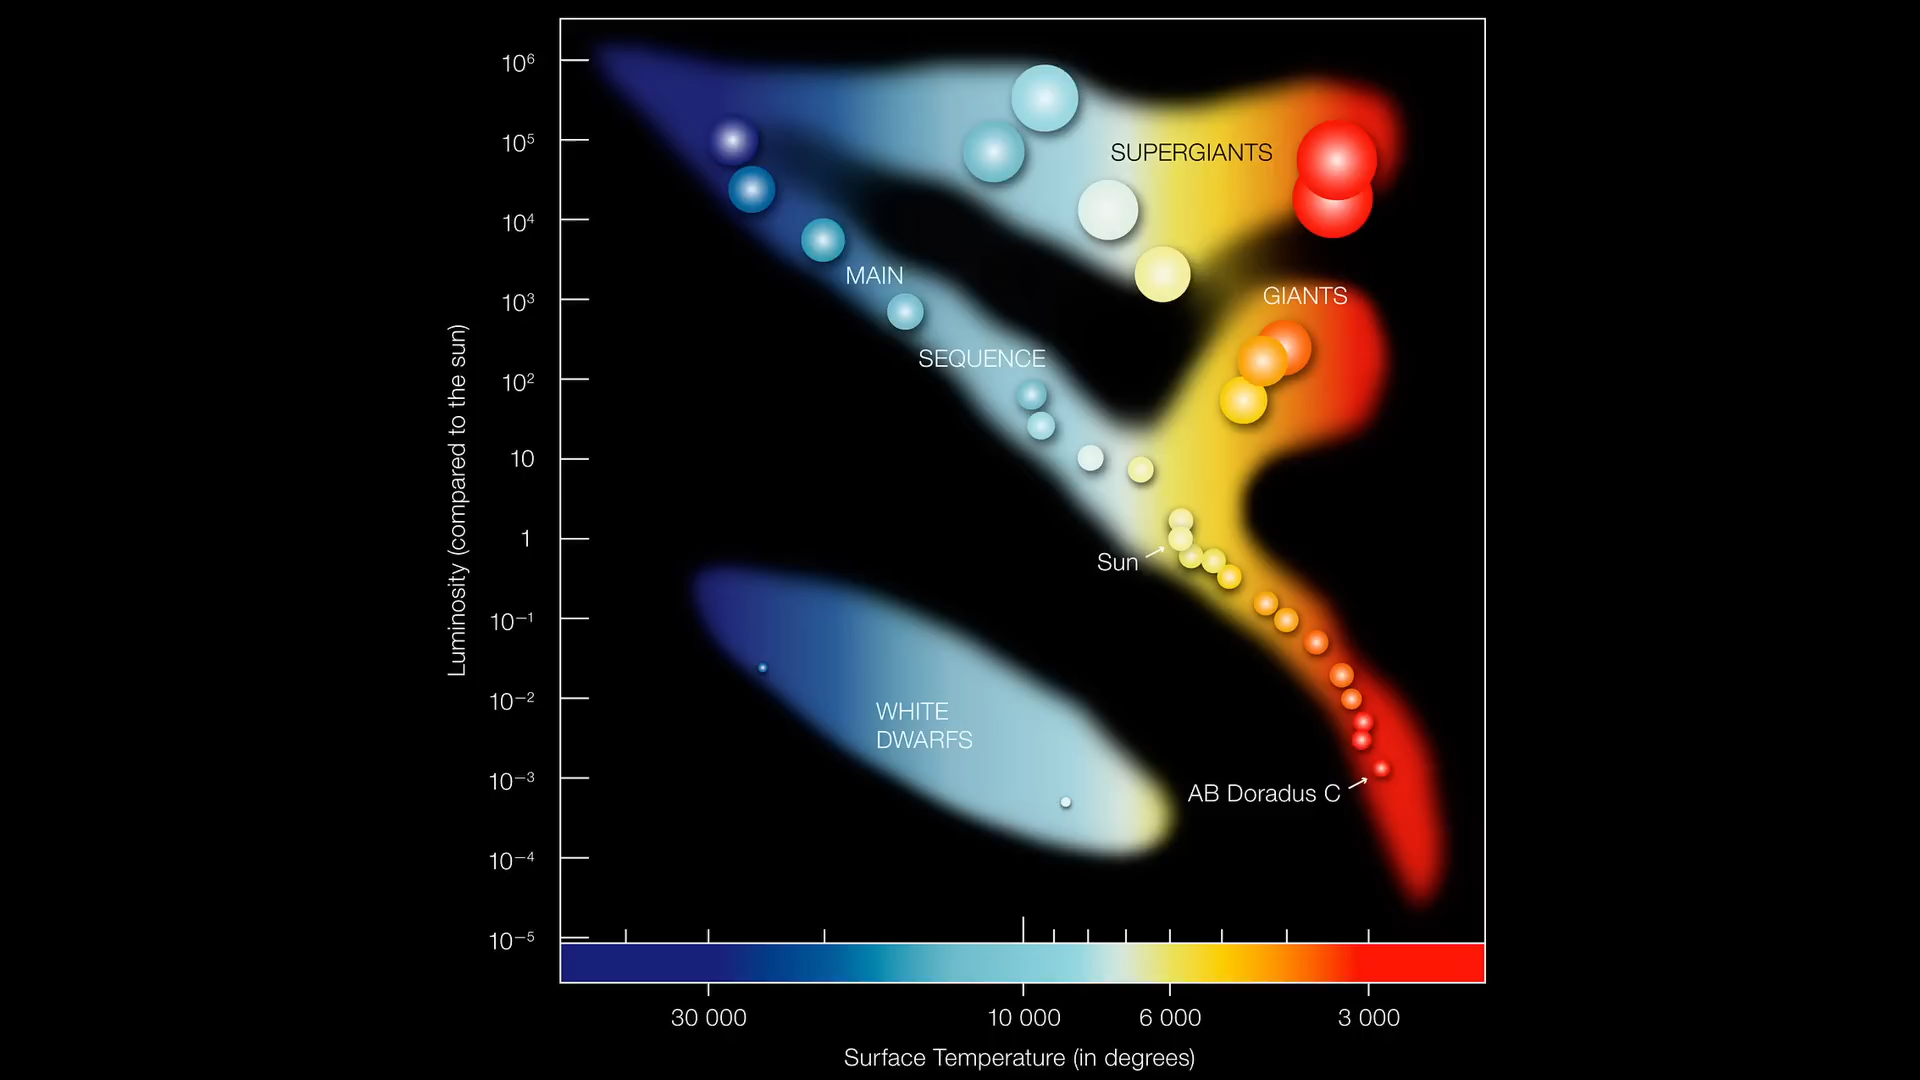 10⁶
10⁵
10⁴
10³
10²
10
1
10⁻¹
10⁻²
10⁻³
10⁻⁴
10⁻⁵
Luminosity (compared to the sun)
SUPERGIANTS
MAIN
GIANTS
SEQUENCE
Sun
WHITE
DWARFS
AB Doradus C
30 000
10 000
6 000
3 000
Surface Temperature (in degrees)